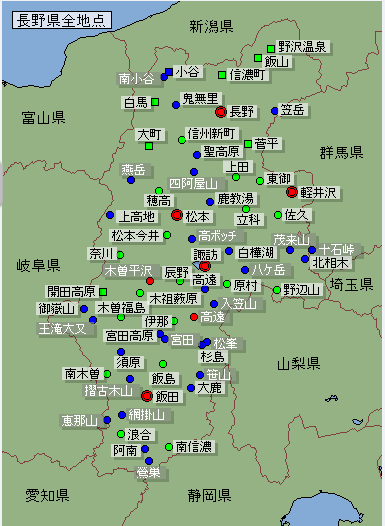 長野県全地点
新潟県
野沢温泉
飯山
小谷
南小谷
信濃町
白馬
鬼無里
長野
笠岳
富山県
信州新町
大町
菅平
聖高原
群馬県
燕岳
四阿屋山
上田
東御
軽井沢
穂高
鹿教湯
上高地
松本
立科
佐久
松本今井
高ボッチ
奈川
白樺湖
茂来山
十石峠
北相木
諏訪
岐阜県
木曽平沢
辰野
八ケ岳
高遠
原村
埼玉県
開田高原
木祖薮原
野辺山
御嶽山
木曽福島
入笠山
王滝大又
伊那
高遠
宮田高原
宮田
松峯
杉島
須原
山梨県
南木曽
飯島
笹山
摺古木山
大鹿
飯田
恵那山
網掛山
浪合
阿南
南信濃
鶯巣
愛知県
静岡県